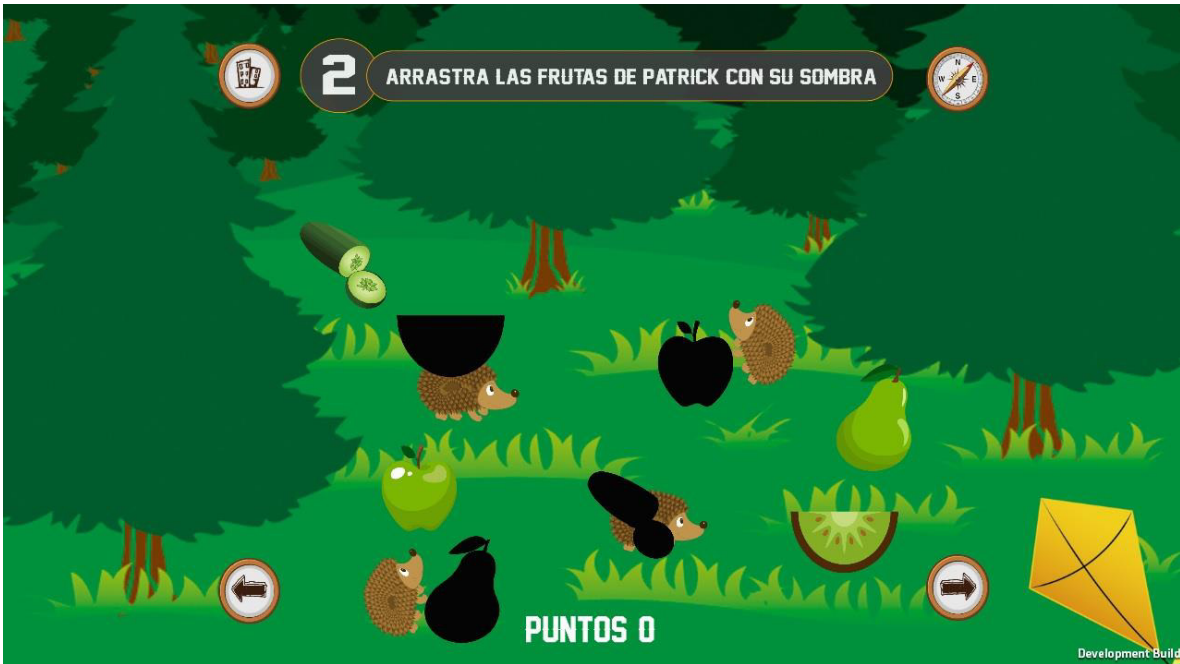 2
ARRASTRA LAS FRUTAS DE PATRICK CON SU SOMBRA
N
W E
S
PUNTOS 0
Development Build